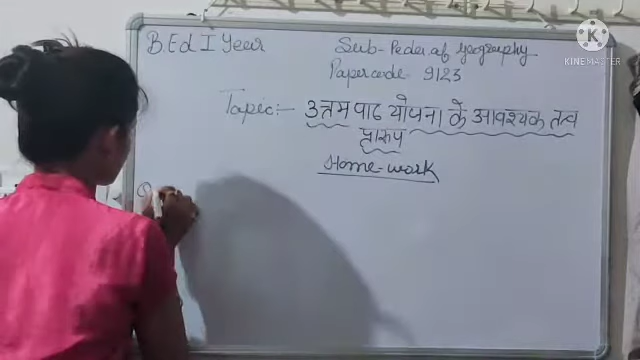 B.Ed I Year
Sub- Peda. of geography
Paper code 9123
Topic:- उत्तम पाठ योजना के आवश्यक तत्व
प्रारूप
Home-work
Q
KINEMASTER